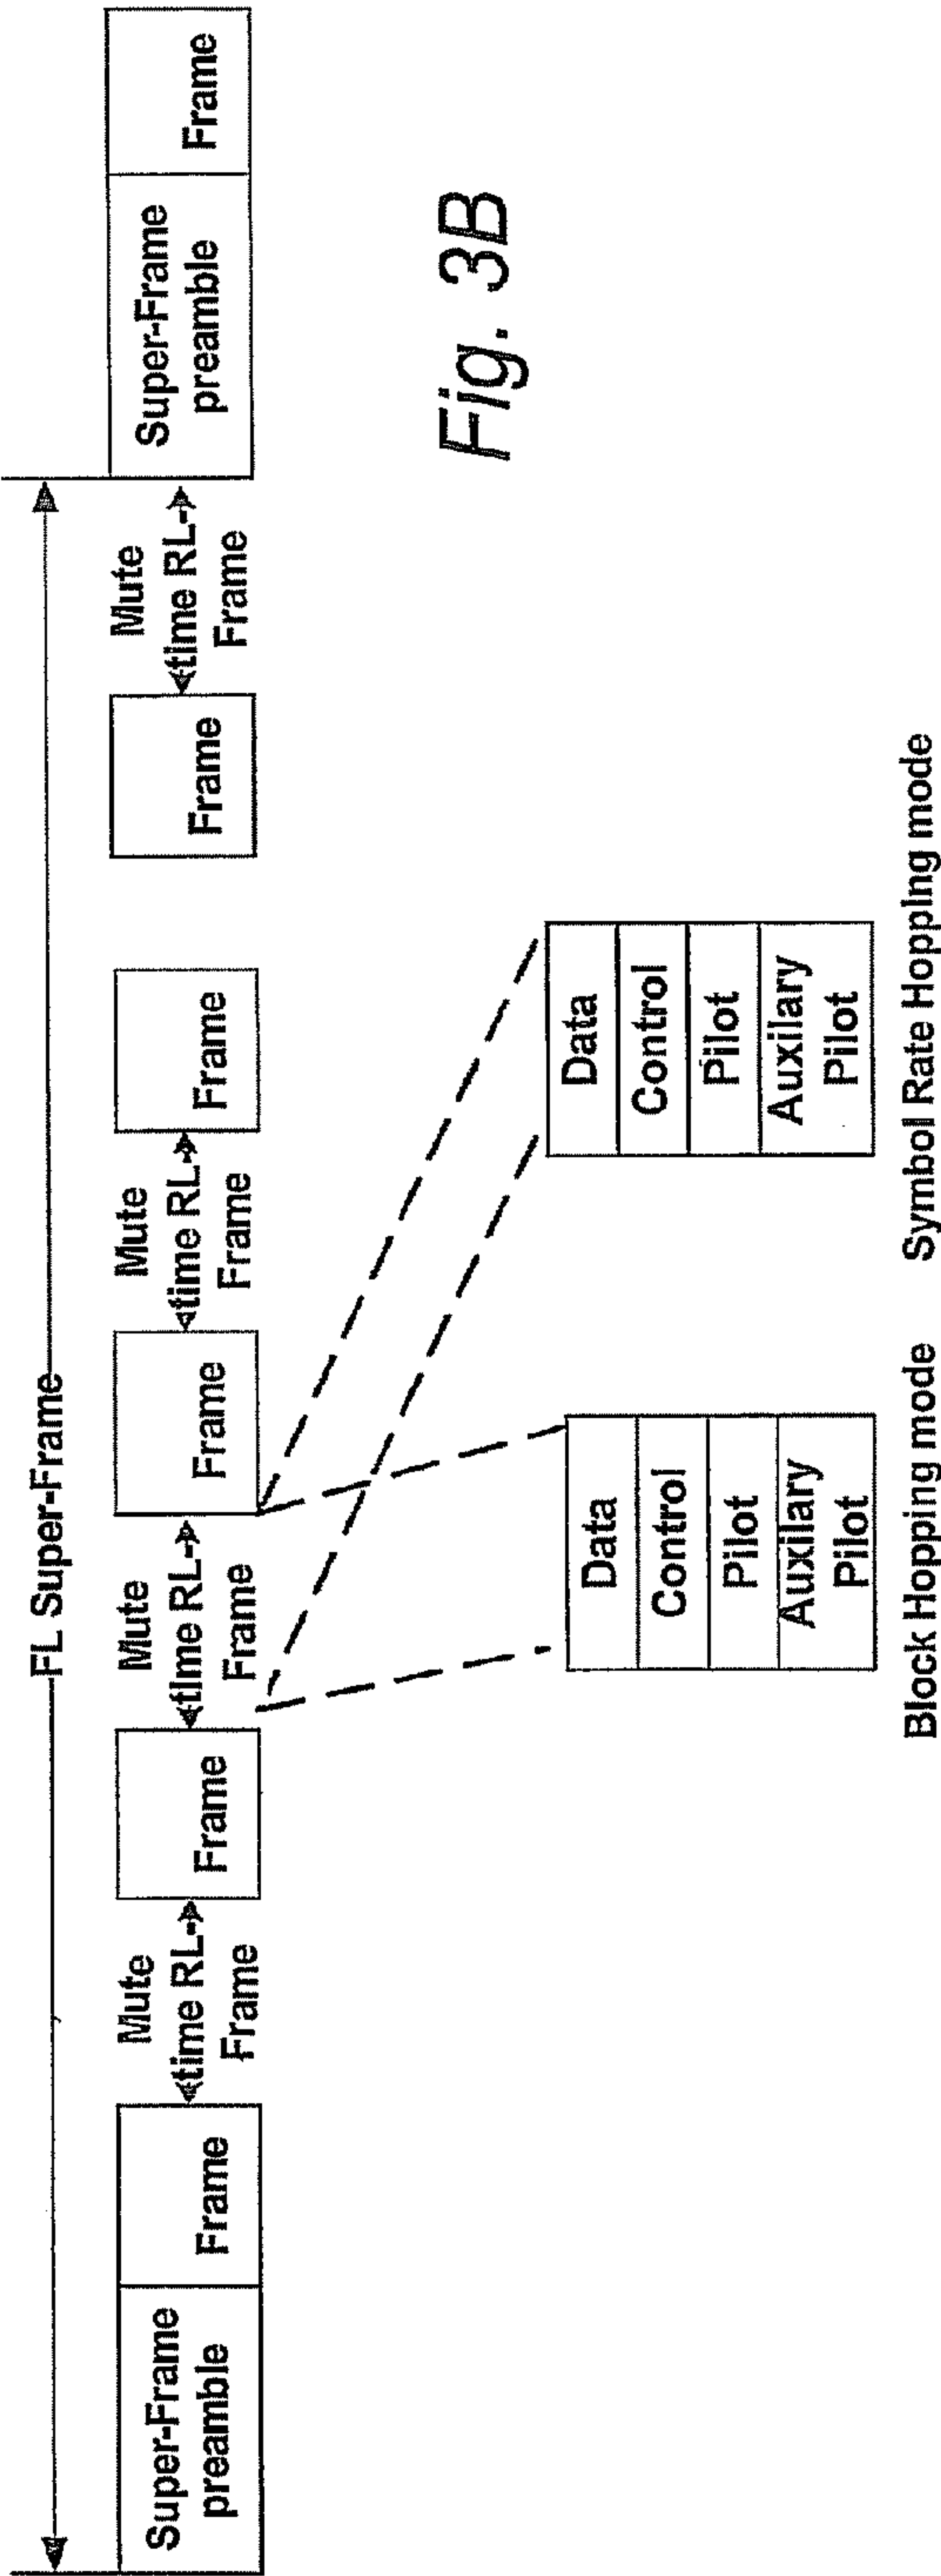 FL Super-Frame
Super-Frame
preamble
Frame
Mute
time RL-
Frame
Frame
Mute
time RL-
Frame
Frame
Mute
time RL-
Frame
Frame
Frame
Mute
time RL-
Frame
Super-Frame
preamble
Frame
Data
Control
Pilot
Auxilary
Pilot
Block Hopping mode
Data
Control
Pilot
Auxilary
Pilot
Symbol Rate Hopping mode
Fig. 3B